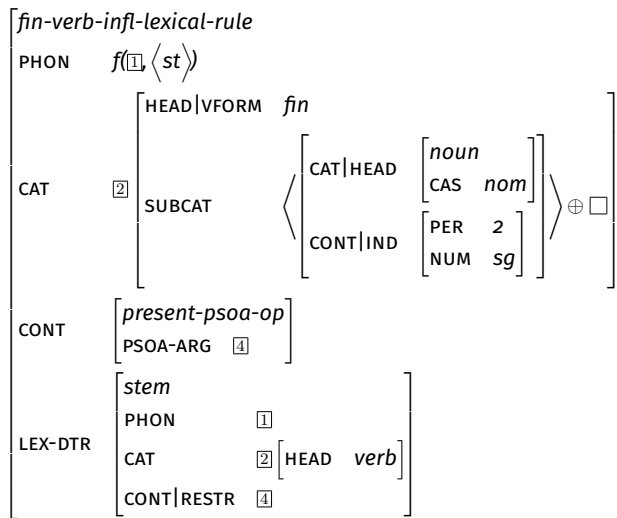 fin-verb-infl-lexical-rule
PHON f(1, ⟨st⟩)
CAT 2 HEAD|VFORM fin
SUBCAT ⟨ CAT|HEAD noun
CAS nom
CONT|IND PER 2
NUM sg ⟩ ⊕ □
CONT present-psoa-op
PSOA-ARG 4
LEX-DTR stem
PHON 1
CAT 2 HEAD verb
CONT|RESTR 4